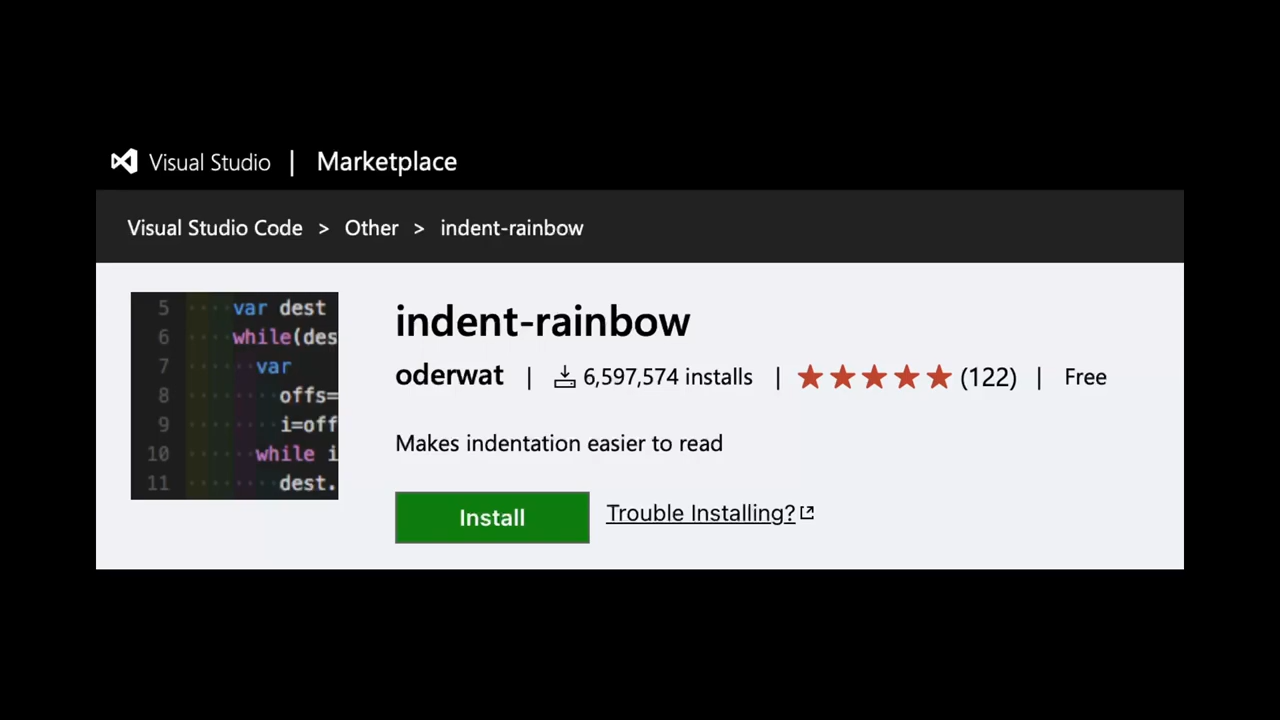 Visual Studio | Marketplace
Visual Studio Code > Other > indent-rainbow
5 var dest
6 while(des
7 var
8 offs=
9 i=off
10 while i
11 dest.
indent-rainbow
oderwat | 6,597,574 installs | (122) | Free
Makes indentation easier to read
Install Trouble Installing?